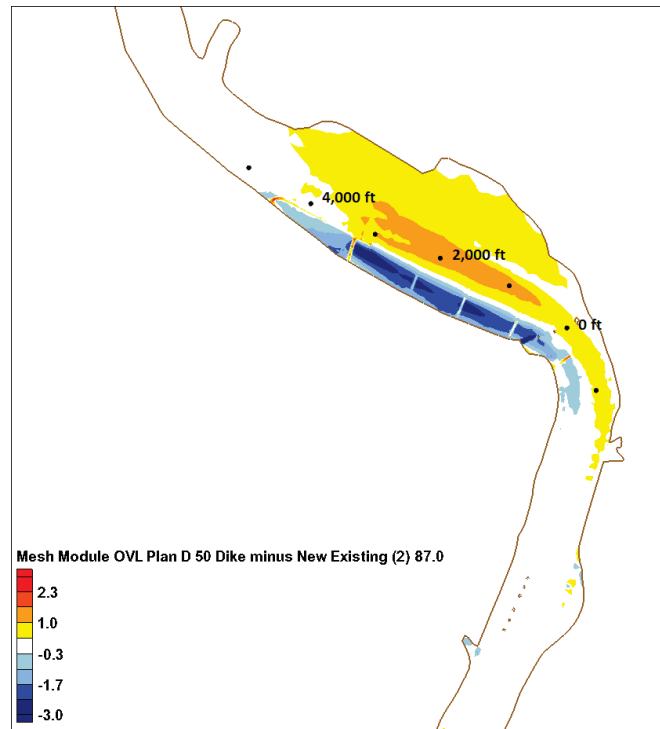 4,000 ft
2,000 ft
0 ft
Mesh Module OVL Plan D 50 Dike minus New Existing (2) 87.0
2.3
1.0
-0.3
-1.7
-3.0